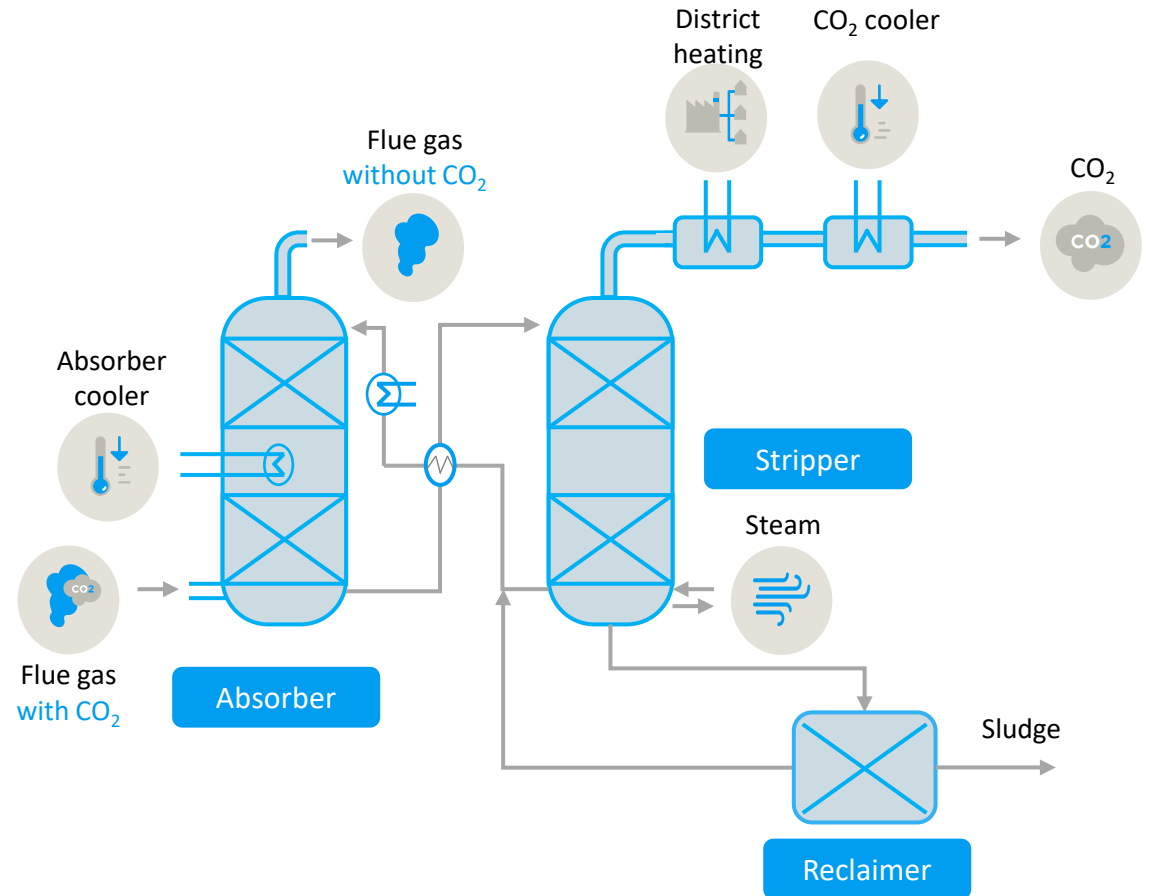 District
heating
CO₂ cooler
Flue gas
without CO₂
CO₂
CO2
Absorber
cooler
Stripper
Steam
CO2
Flue gas
with CO₂
Absorber
Sludge
Reclaimer